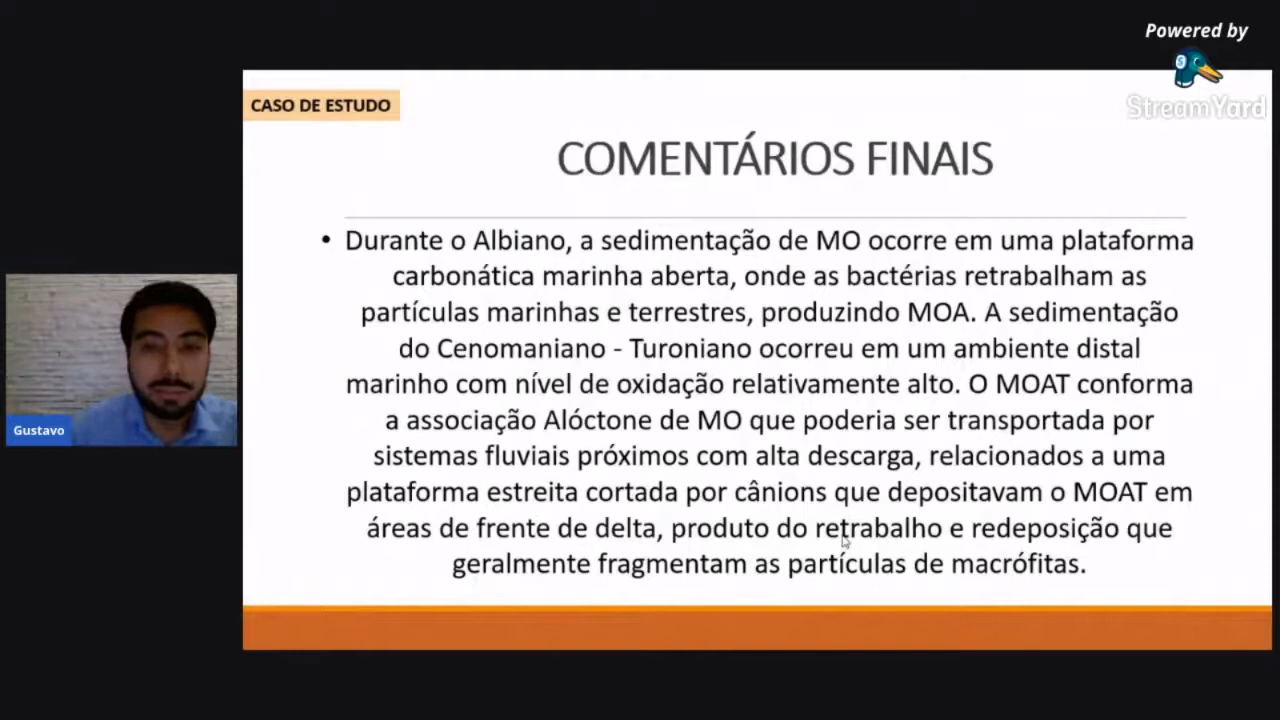 Powered by
StreamYard
CASO DE ESTUDO
COMENTÁRIOS FINAIS
• Durante o Albiano, a sedimentação de MO ocorre em uma plataforma
carbonática marinha aberta, onde as bactérias retrabalham as
partículas marinhas e terrestres, produzindo MOA. A sedimentação
do Cenomaniano - Turoniano ocorreu em um ambiente distal
marinho com nível de oxidação relativamente alto. O MOAT conforma
a associação Alóctone de MO que poderia ser transportada por
sistemas fluviais próximos com alta descarga, relacionados a uma
plataforma estreita cortada por cânions que depositavam o MOAT em
áreas de frente de delta, produto do retrabalho e redeposição que
geralmente fragmentam as partículas de macrófitas.
Gustavo